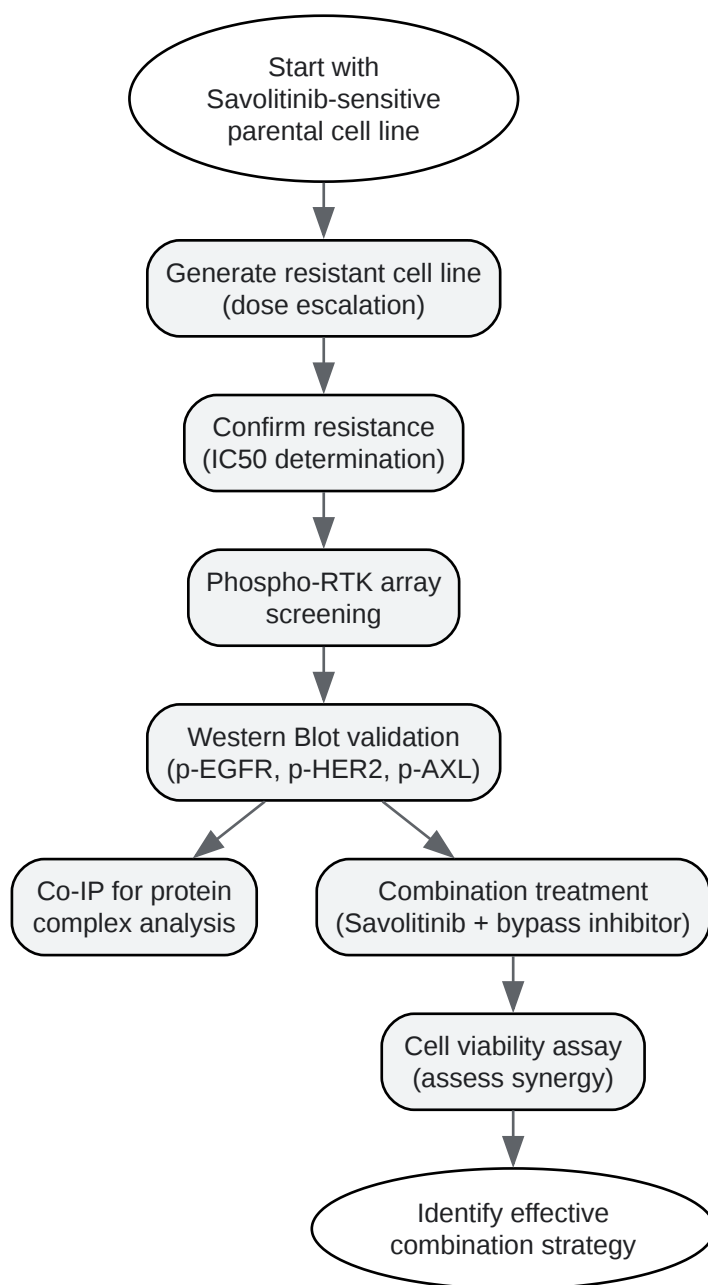 Start with
Savolitinib-sensitive
parental cell line
Generate resistant cell line
(dose escalation)
Confirm resistance
(IC50 determination)
Phospho-RTK array
screening
Western Blot validation
(p-EGFR, p-HER2, p-AXL)
Co-IP for protein
complex analysis
Combination treatment
(Savolitinib + bypass inhibitor)
Cell viability assay
(assess synergy)
Identify effective
combination strategy